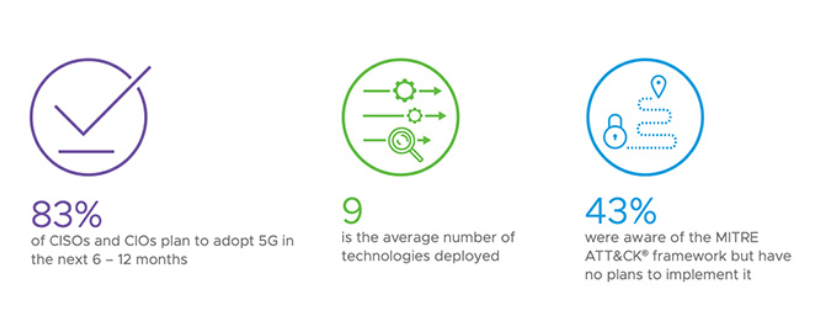 83%
of CISOs and CIOs plan to adopt 5G in
the next 6 – 12 months
9
is the average number of
technologies deployed
43%
were aware of the MITRE
ATT&CK® framework but have
no plans to implement it